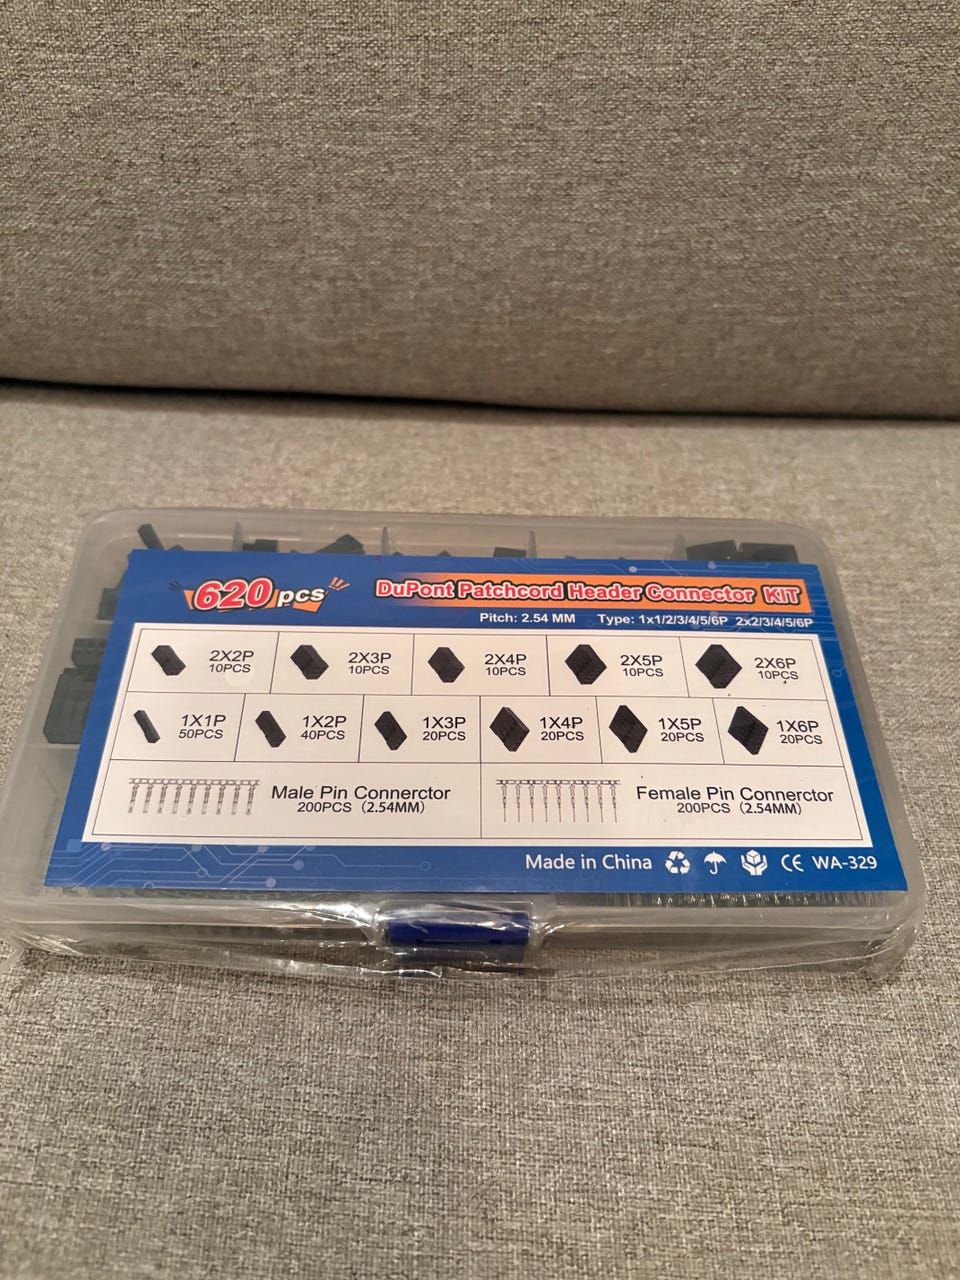 620 pcs
DuPont Patchcord Header Connector KIT
Pitch: 2.54 MM Type: 1x1/2/3/4/5/6P 2x2/3/4/5/6P
2X2P 2X3P 2X4P 2X5P 2X6P
10PCS 10PCS 10PCS 10PCS 10PCS
1X1P 1X2P 1X3P 1X4P 1X5P 1X6P
50PCS 40PCS 20PCS 20PCS 20PCS 20PCS
Male Pin Connerctor Female Pin Connerctor
200PCS (2.54MM) 200PCS (2.54MM)
Made in China CE WA-329